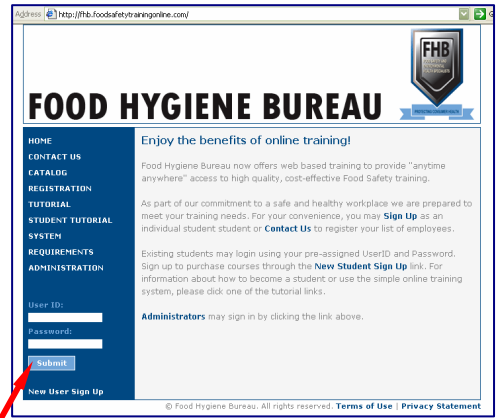 Address http://fhb.foodsafetytrainingonline.com/
FHB
PROTECTING CONSUMER HEALTH
FOOD HYGIENE BUREAU
HOME
CONTACT US
CATALOG
REGISTRATION
TUTORIAL
STUDENT TUTORIAL
SYSTEM
REQUIREMENTS
ADMINISTRATION
User ID:
Password:
Submit
New User Sign Up
Enjoy the benefits of online training!
Food Hygiene Bureau now offers web based training to provide "anytime
anywhere" access to high quality, cost-effective Food Safety training.
As part of our commitment to a safe and healthy workplace we are prepared to
meet your training needs. For your convenience, you may Sign Up as an
individual student student or Contact Us to register your list of employees.
Existing students may login using your pre-assigned UserID and Password.
Sign up to purchase courses through the New Student Sign Up link. For
information about how to become a student or use the simple online training
system, please click one of the tutorial links.
Administrators may sign in by clicking the link above.
© Food Hygiene Bureau. All rights reserved. Terms of Use | Privacy Statement